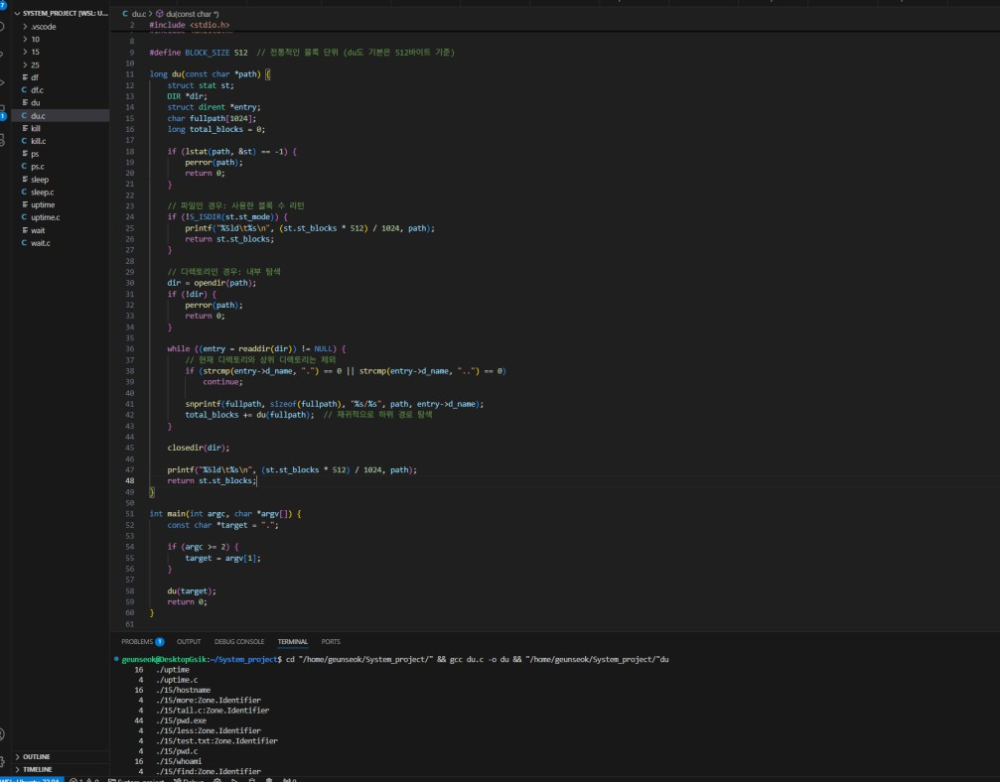 SYSTEM_PROJECT [WSL: U...
.vscode
10
15
25
df
df.c
du
du.c
kill
kill.c
ps
ps.c
sleep
sleep.c
uptime
uptime.c
wait
wait.c
OUTLINE
TIMELINE
du.c > du(const char *)
2 #include <stdio.h>
8
9 #define BLOCK_SIZE 512 // 전통적인 블록 단위 (du도 기본은 512바이트 기준)
10
11 long du(const char *path) {
12 struct stat st;
13 DIR *dir;
14 struct dirent *entry;
15 char fullpath[1024];
16 long total_blocks = 0;
17
18 if (lstat(path, &st) == -1) {
19 perror(path);
20 return 0;
21 }
22
23 // 파일인 경우: 사용한 블록 수 리턴
24 if (!S_ISDIR(st.st_mode)) {
25 printf("%5ld\t%s\n", (st.st_blocks * 512) / 1024, path);
26 return st.st_blocks;
27 }
28
29 // 디렉토리인 경우: 내부 탐색
30 dir = opendir(path);
31 if (!dir) {
32 perror(path);
33 return 0;
34 }
35
36 while ((entry = readdir(dir)) != NULL) {
37 // 현재 디렉토리와 상위 디렉토리는 제외
38 if (strcmp(entry->d_name, ".") == 0 || strcmp(entry->d_name, "..") == 0)
39 continue;
40
41 snprintf(fullpath, sizeof(fullpath), "%s/%s", path, entry->d_name);
42 total_blocks += du(fullpath); // 재귀적으로 하위 경로 탐색
43 }
44
45 closedir(dir);
46
47 printf("%5ld\t%s\n", (st.st_blocks * 512) / 1024, path);
48 return st.st_blocks;
49 }
50
51 int main(int argc, char *argv[]) {
52 const char *target = ".";
53
54 if (argc >= 2) {
55 target = argv[1];
56 }
57
58 du(target);
59 return 0;
60 }
61
PROBLEMS 1 OUTPUT DEBUG CONSOLE TERMINAL PORTS
geunseok@DesktopGsik:~/System_project$ cd "/home/geunseok/System_project/" && gcc du.c -o du && "/home/geunseok/System_project/"du
16 ./uptime
4 ./uptime.c
16 ./15/hostname
4 ./15/more:Zone.Identifier
4 ./15/tail.c:Zone.Identifier
44 ./15/pwd.exe
4 ./15/less:Zone.Identifier
4 ./15/test.txt:Zone.Identifier
4 ./15/pwd.c
16 ./15/whoami
4 ./15/find:Zone.Identifier